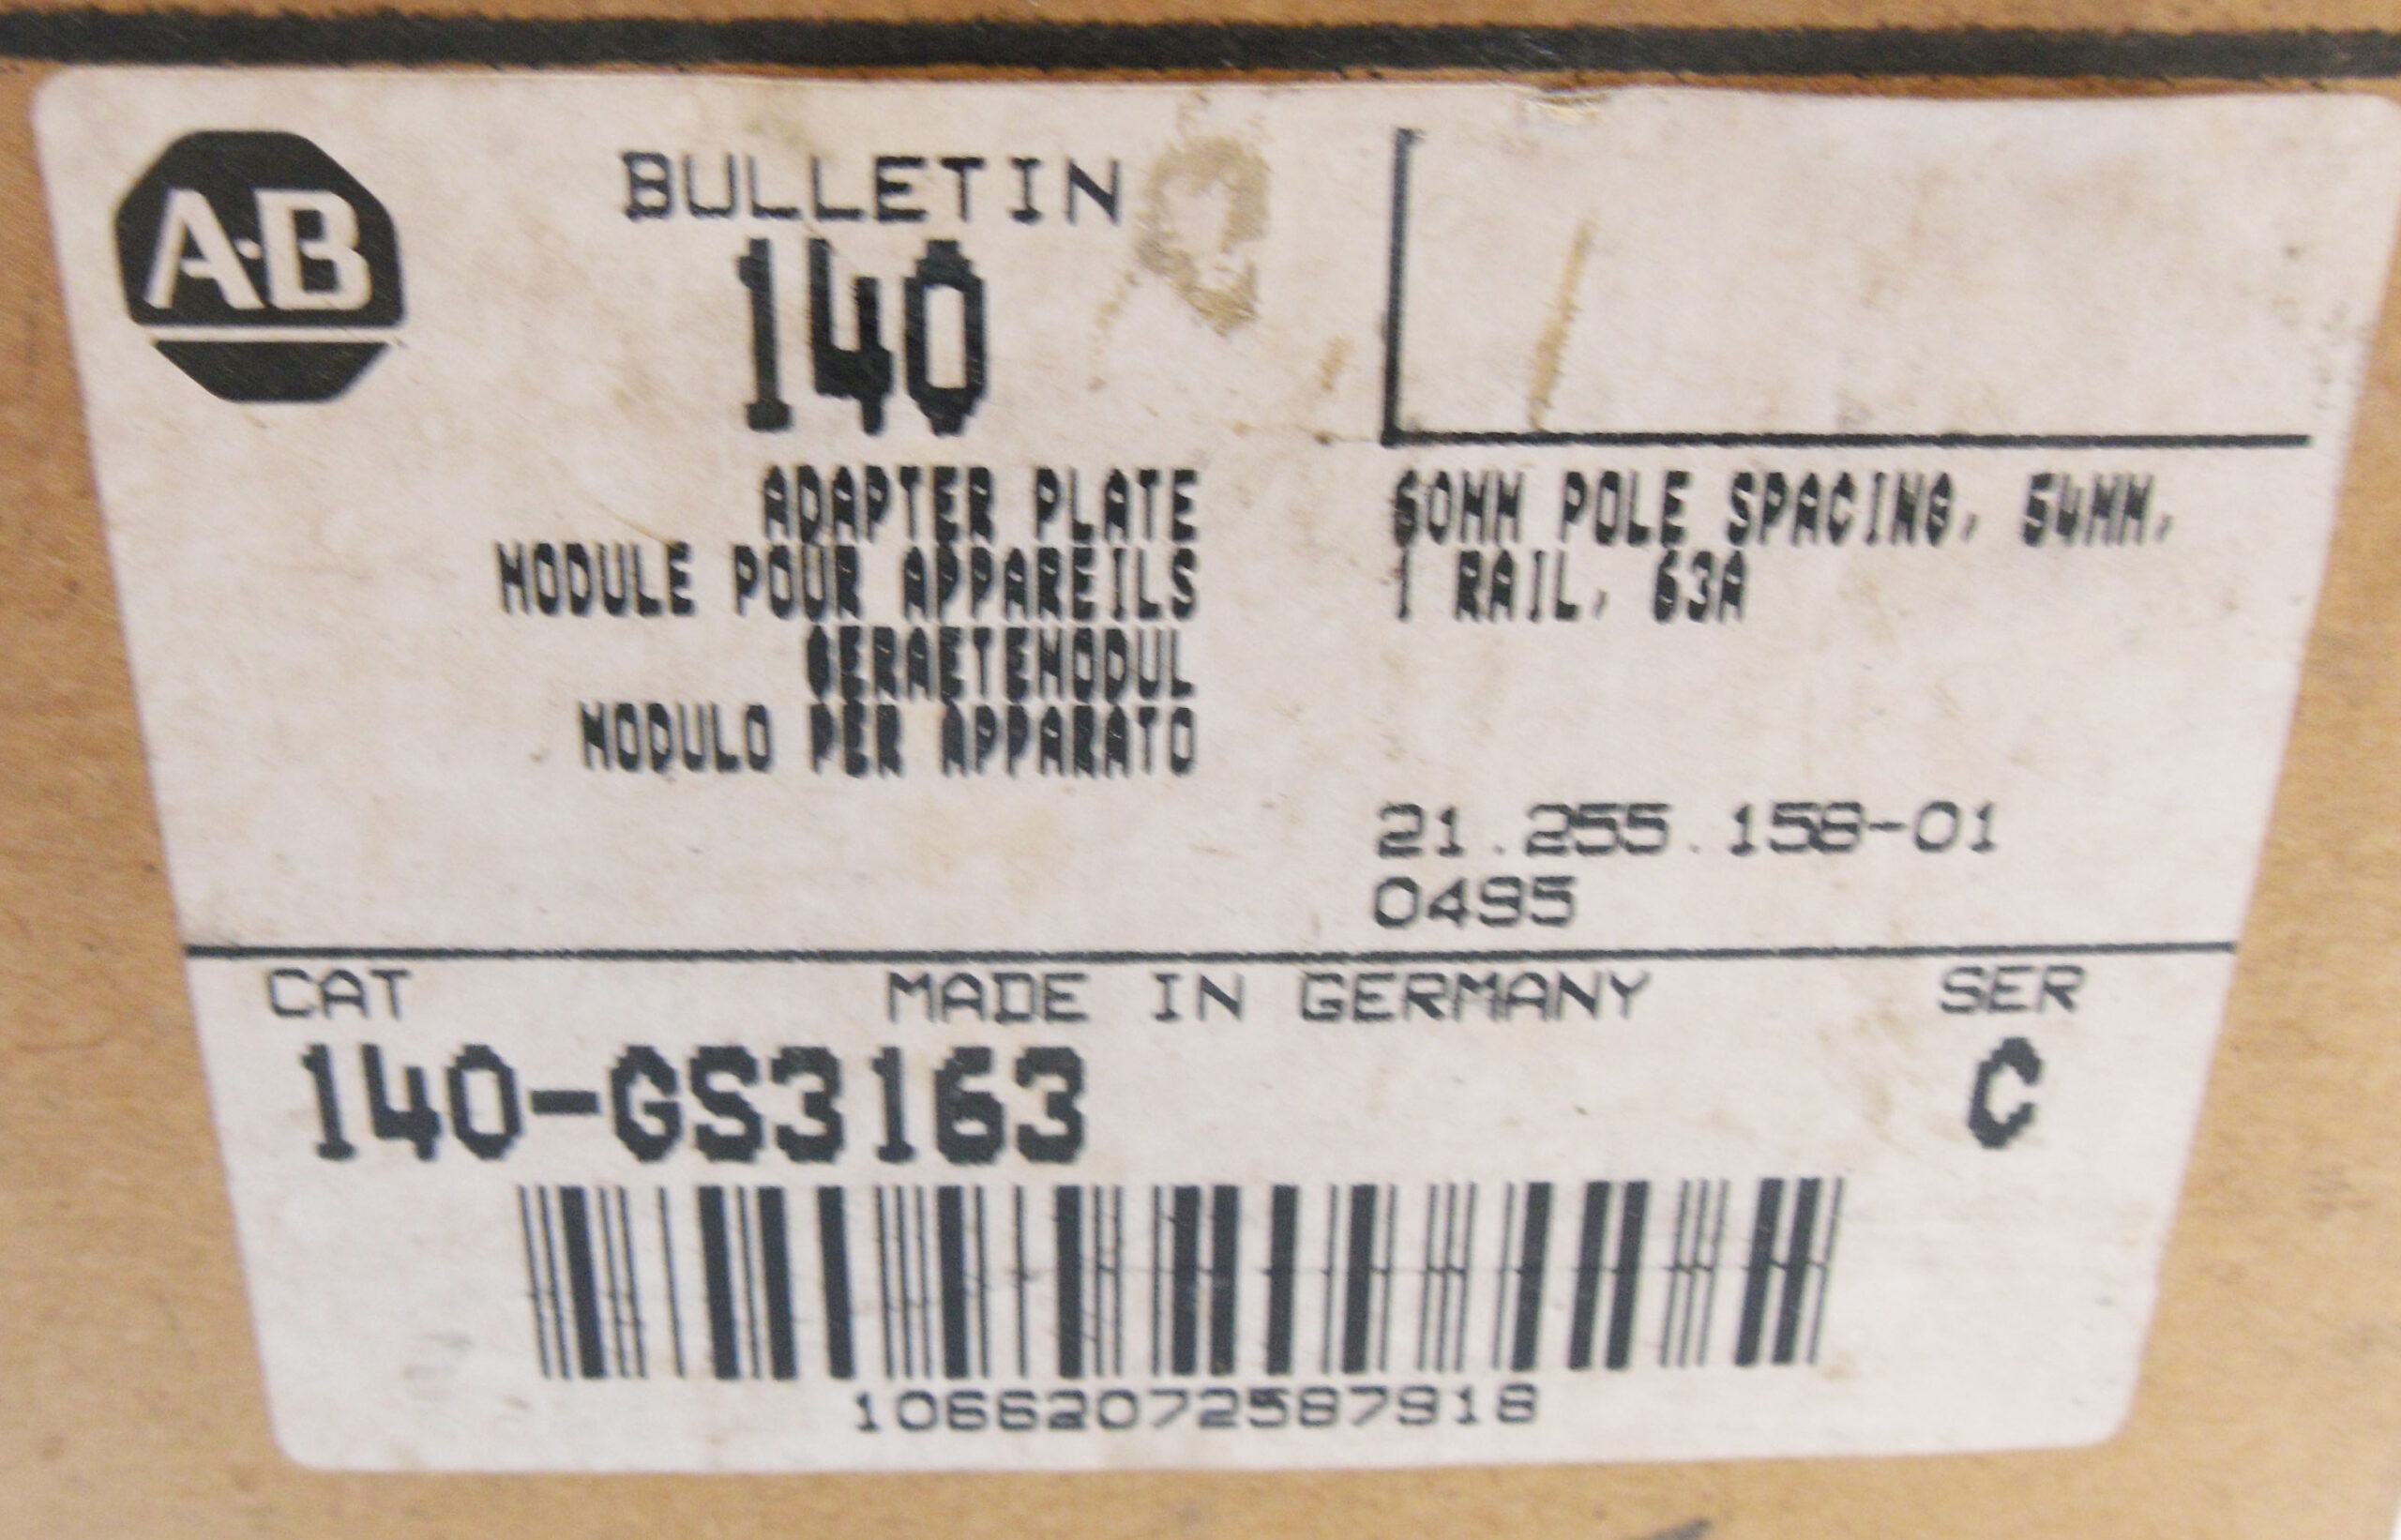 A-B
BULLETIN
140
ADAPTER PLATE
MODULE POUR APPAREILS
GERAETEMODUL
MODULO PER APPARATO
60MM POLE SPACING, 54MM,
1 RAIL, 63A
21.255.158-01
0495
CAT
MADE IN GERMANY
SER
140-GS3163
C
10662072587918